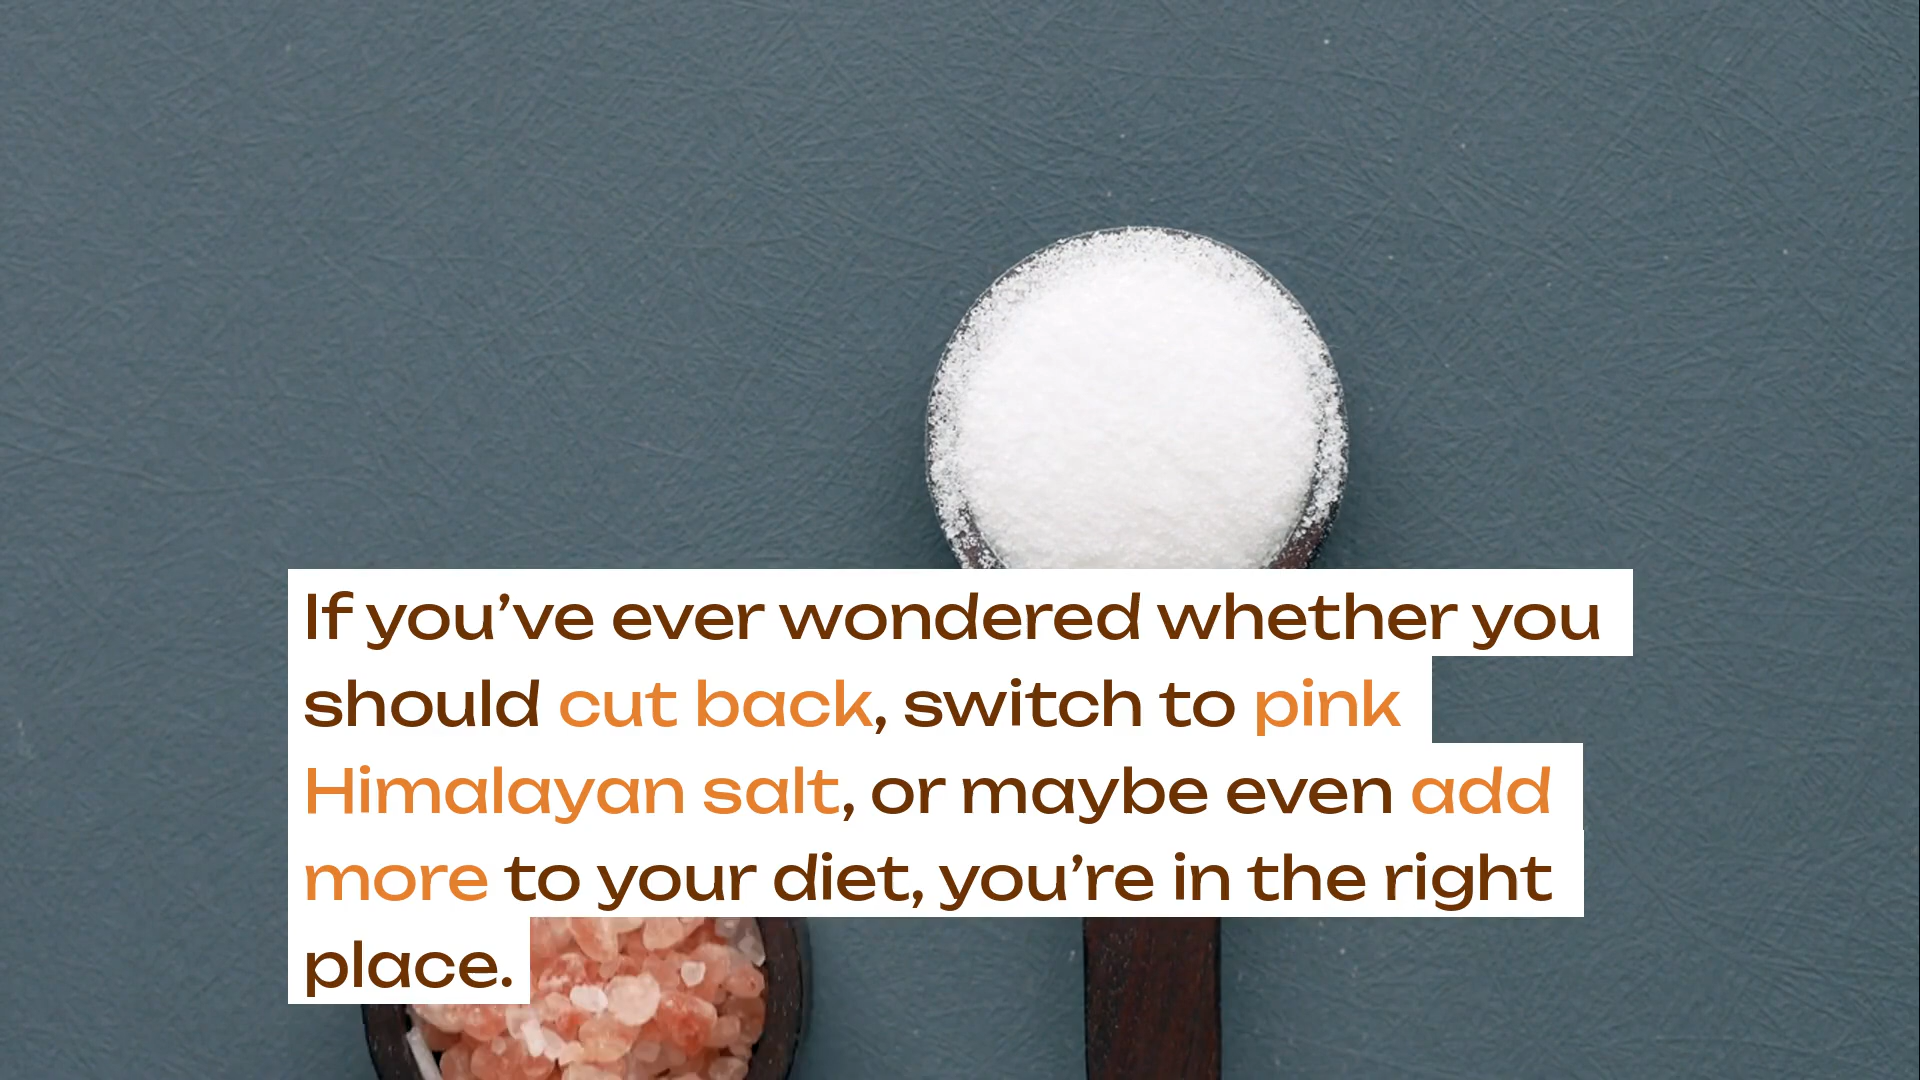 If you’ve ever wondered whether you
should cut back, switch to pink
Himalayan salt, or maybe even add
more to your diet, you’re in the right
place.